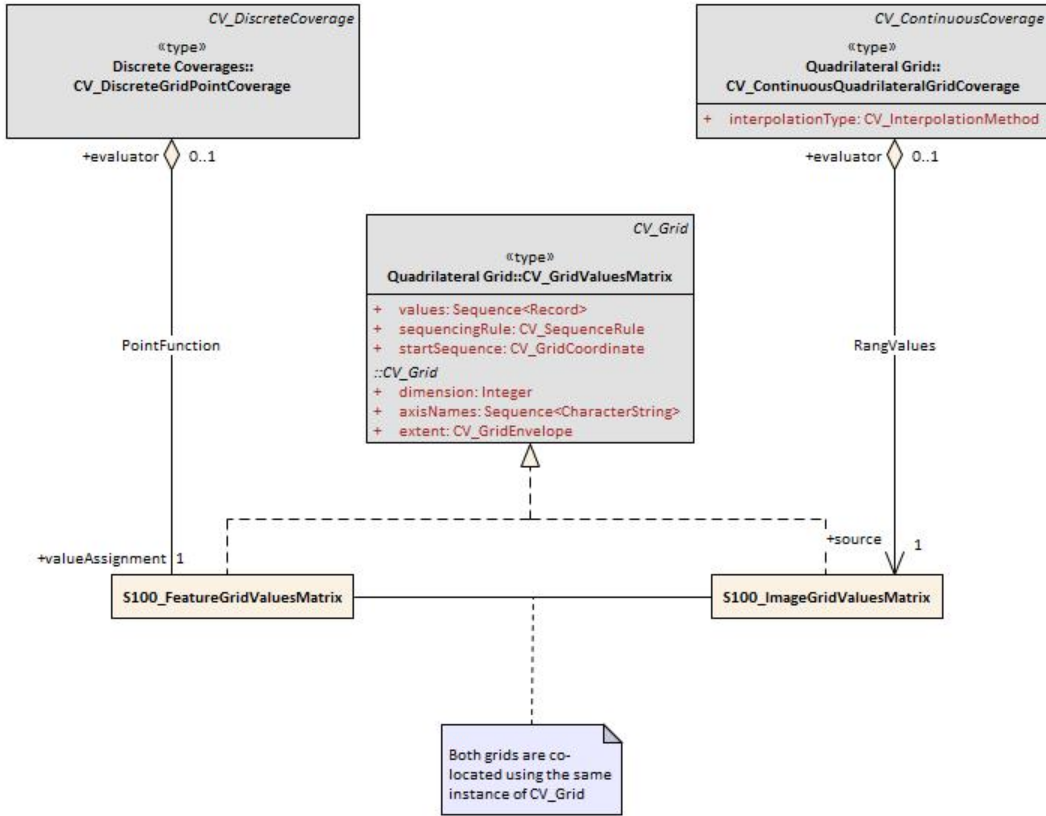 CV_DiscreteCoverage
«type»
Discrete Coverages::
CV_DiscreteGridPointCoverage
CV_ContinuousCoverage
«type»
Quadrilateral Grid::
CV_ContinuousQuadrilateralGridCoverage
+ interpolationType: CV_InterpolationMethod
+evaluator 0..1
+evaluator 0..1
CV_Grid
«type»
Quadrilateral Grid::CV_GridValuesMatrix
+ values: Sequence<Record>
+ sequencingRule: CV_SequenceRule
+ startSequence: CV_GridCoordinate
::CV_Grid
+ dimension: Integer
+ axisNames: Sequence<CharacterString>
+ extent: CV_GridEnvelope
PointFunction
RangValues
+valueAssignment 1
+source 1
S100_FeatureGridValuesMatrix
S100_ImageGridValuesMatrix
Both grids are co-
located using the same
instance of CV_Grid